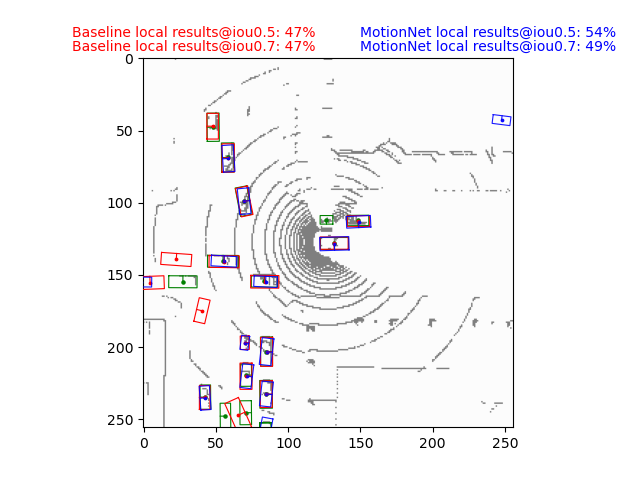 Baseline local results@iou0.5: 47% MotionNet local results@iou0.5: 54%
Baseline local results@iou0.7: 47% MotionNet local results@iou0.7: 49%
0
50
100
150
200
250
0 50 100 150 200 250